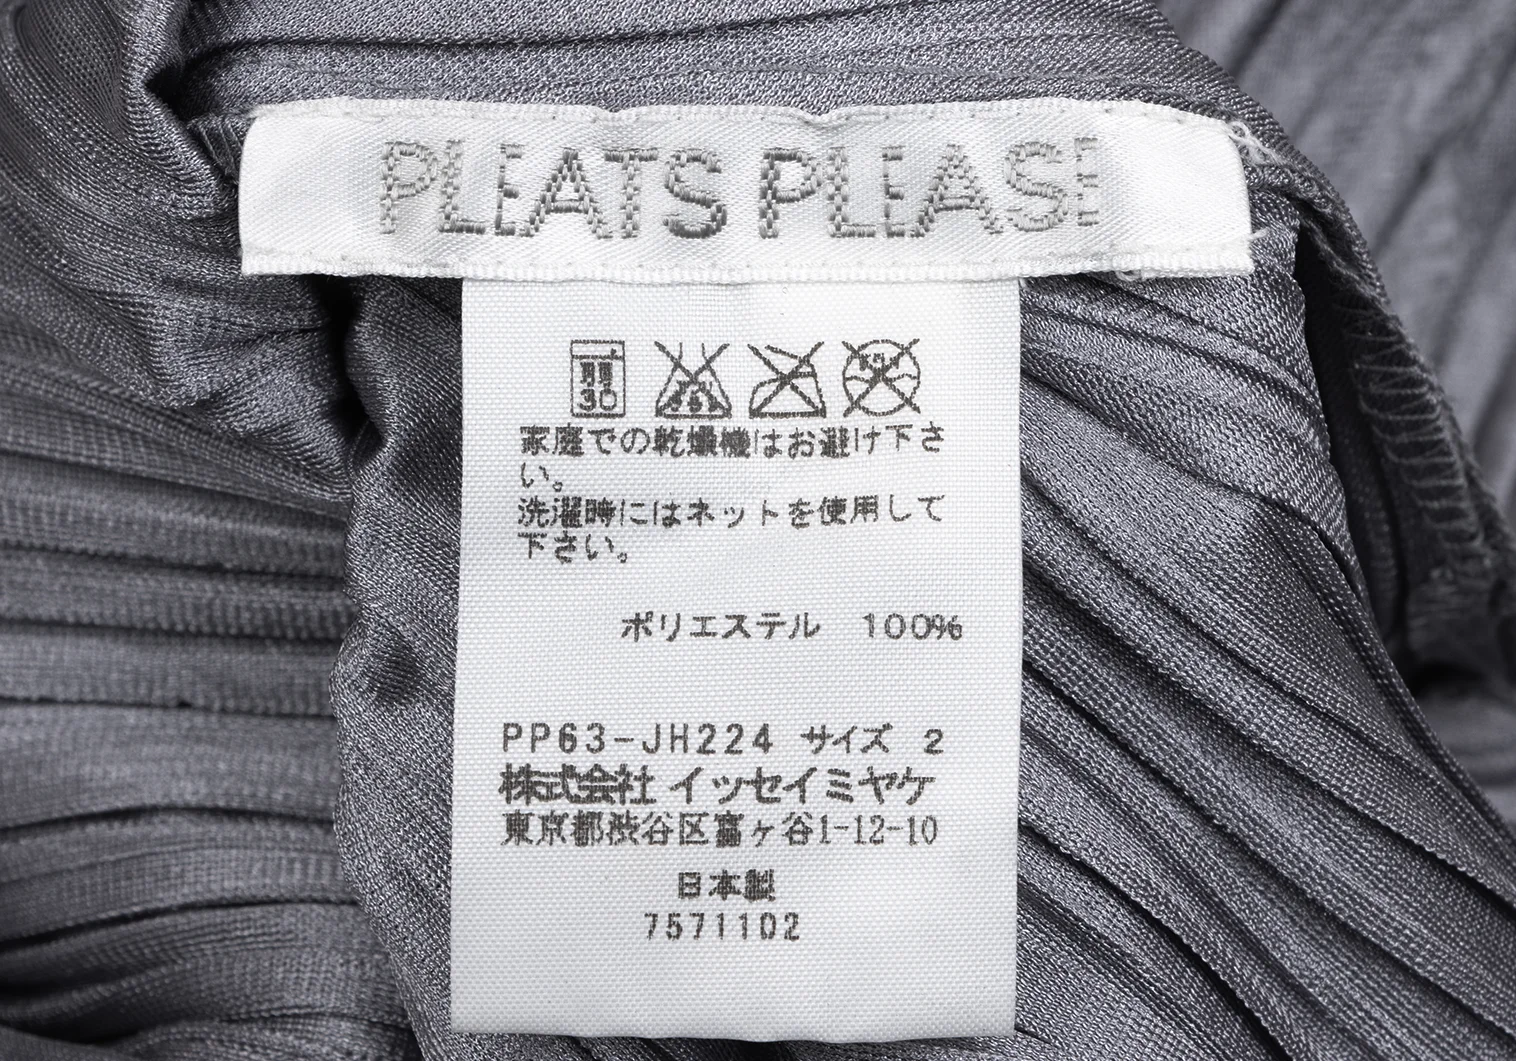 PLEATS PLEASE
30
家庭での乾燥機はお避け下さ
い。
洗濯時にはネットを使用して
下さい。
ポリエステル 100%
PP63-JH224 サイズ 2
株式会社 イッセイミヤケ
東京都渋谷区富ヶ谷1-12-10
日本製
7571102